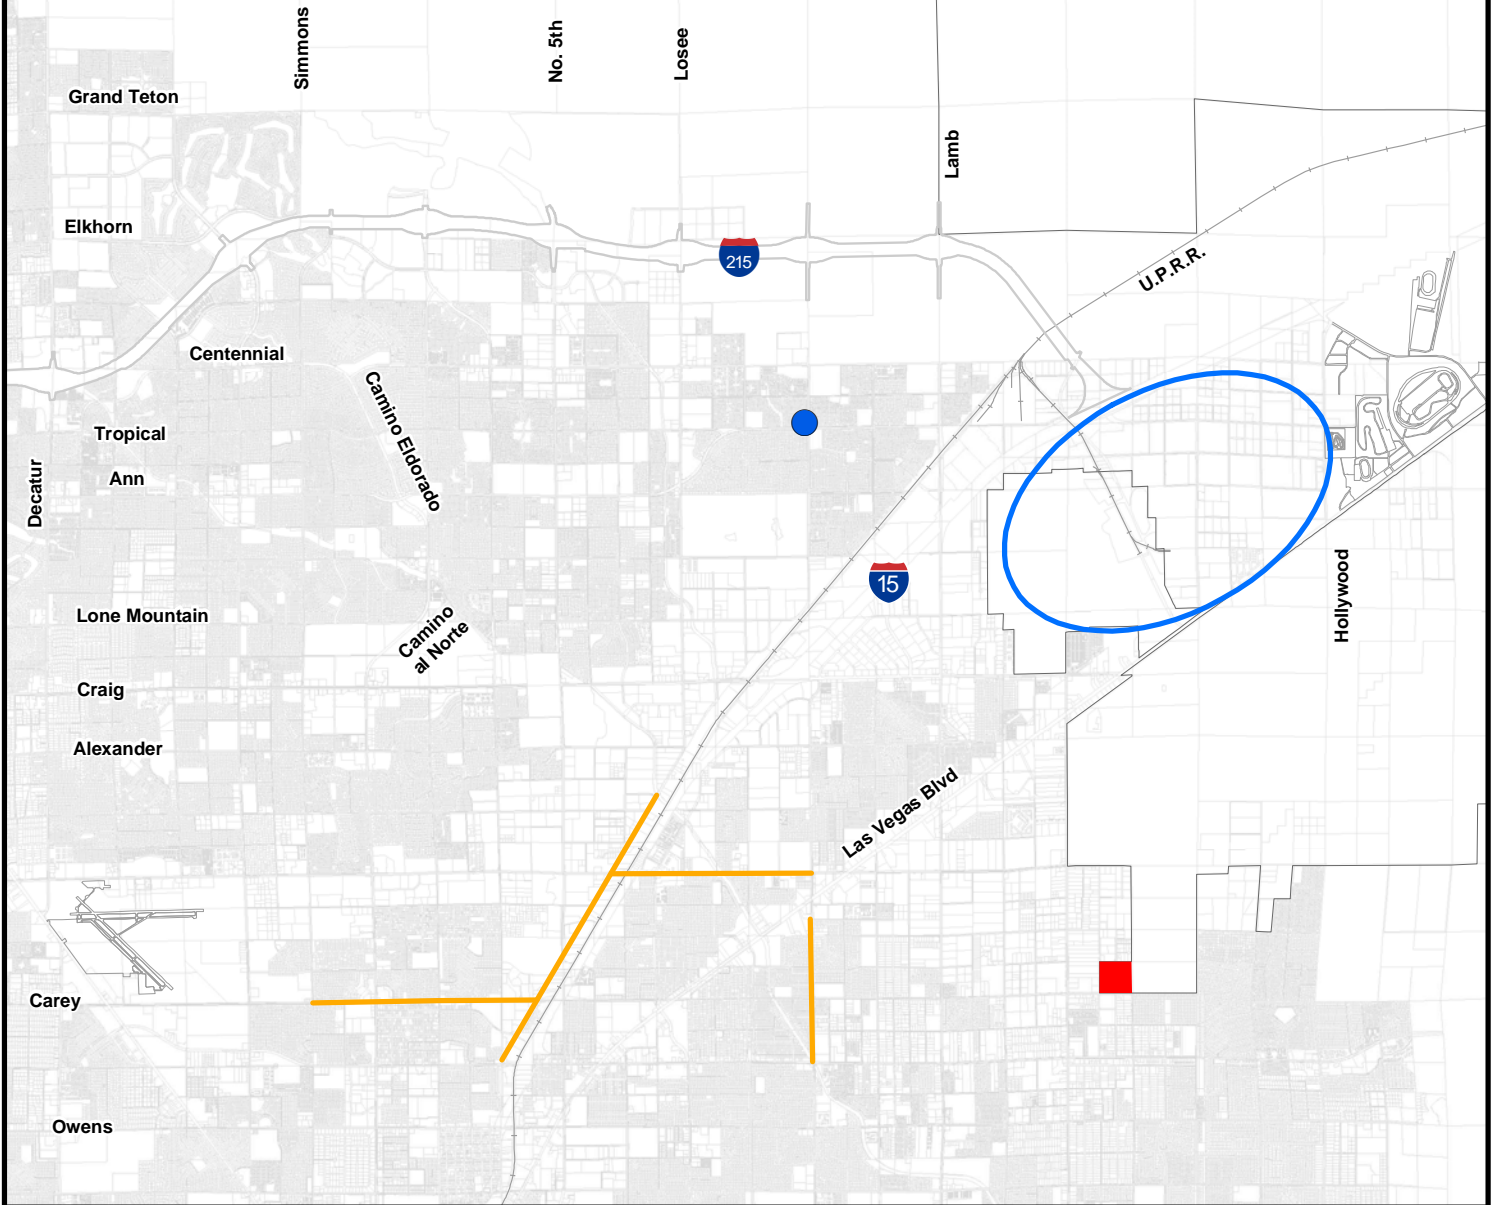 Simmons
No. 5th
Losee
Grand Teton
Lamb
Elkhorn
215
U.P.R.R.
Centennial
Camino Eldorado
Tropical
Ann
Decatur
15
Hollywood
Lone Mountain
Camino
al Norte
Craig
Alexander
Las Vegas Blvd
Carey
Owens